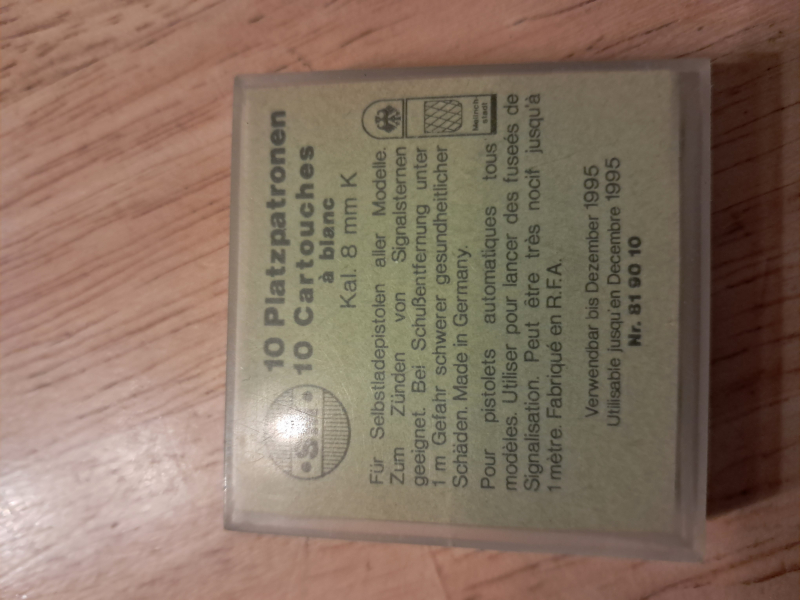 10 Platzpatronen
10 Cartouches
à blanc
Kal. 8 mm K
Für Selbstladepistolen aller Modelle.
Zum Zünden von Signalsternen
geeignet. Bei Schußentfernung unter
1 m Gefahr schwerer gesundheitlicher
Schäden. Made in Germany.
Pour pistolets automatiques tous
modèles. Utiliser pour lancer des fuseés de
Signalisation. Peut être très nocif jusqu'à
1 mètre. Fabriqué en R.F.A.
Verwendbar bis Dezember 1995
Utilisable jusqu'en Decembre 1995
Nr. 81 90 10